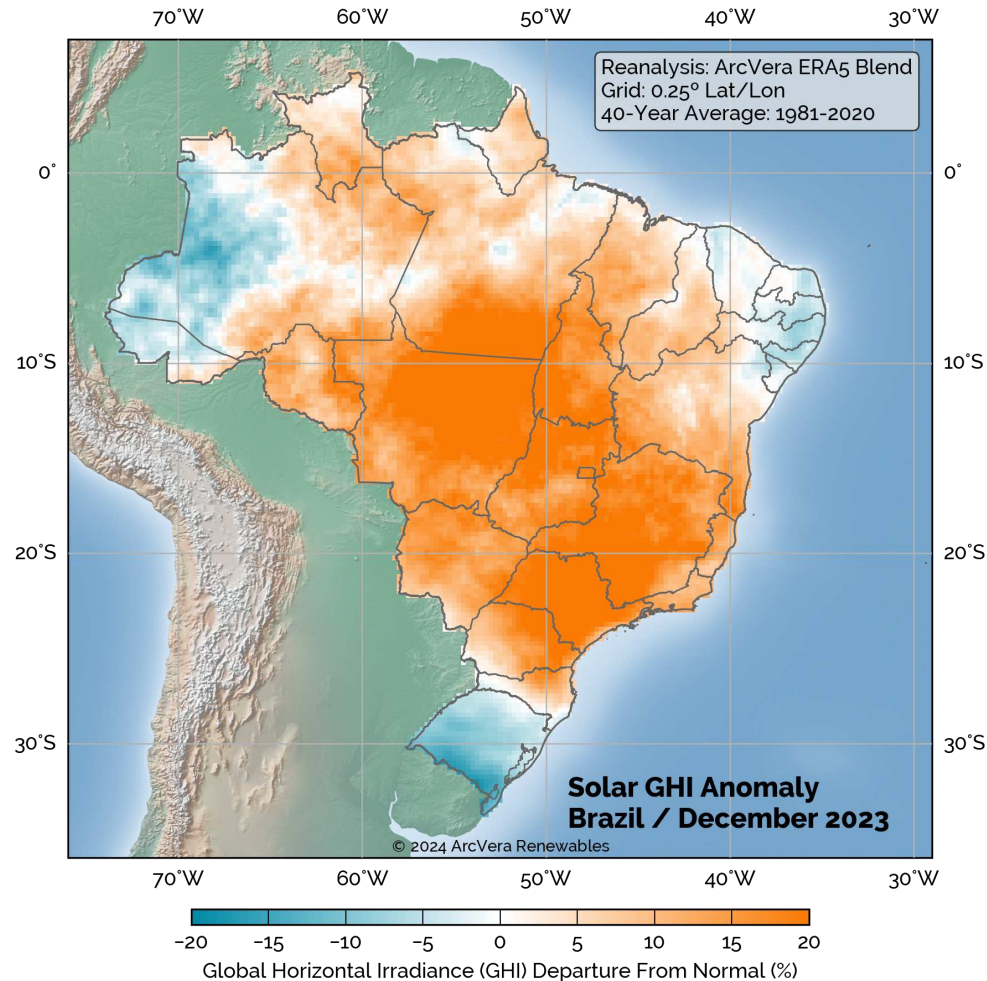 70°W 60°W 50°W 40°W 30°W
Reanalysis: ArcVera ERA5 Blend
Grid: 0.25º Lat/Lon
40-Year Average: 1981-2020
0° 0°
10°S 10°S
20°S 20°S
30°S 30°S
Solar GHI Anomaly
Brazil / December 2023
© 2024 ArcVera Renewables
70°W 60°W 50°W 40°W 30°W
−20 −15 −10 −5 0 5 10 15 20
Global Horizontal Irradiance (GHI) Departure From Normal (%)